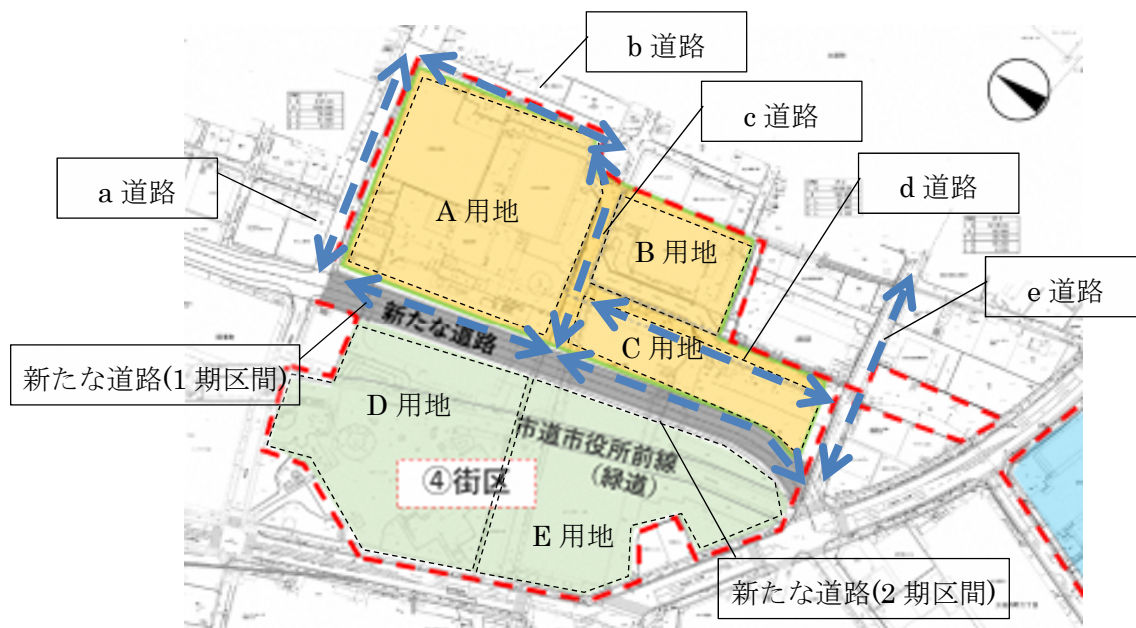 b 道路
c 道路
a 道路
d 道路
A 用地
B 用地
e 道路
新たな道路
C 用地
新たな道路(1 期区間)
D 用地
市道市役所前線
(緑道)
④街区
E 用地
新たな道路(2 期区間)